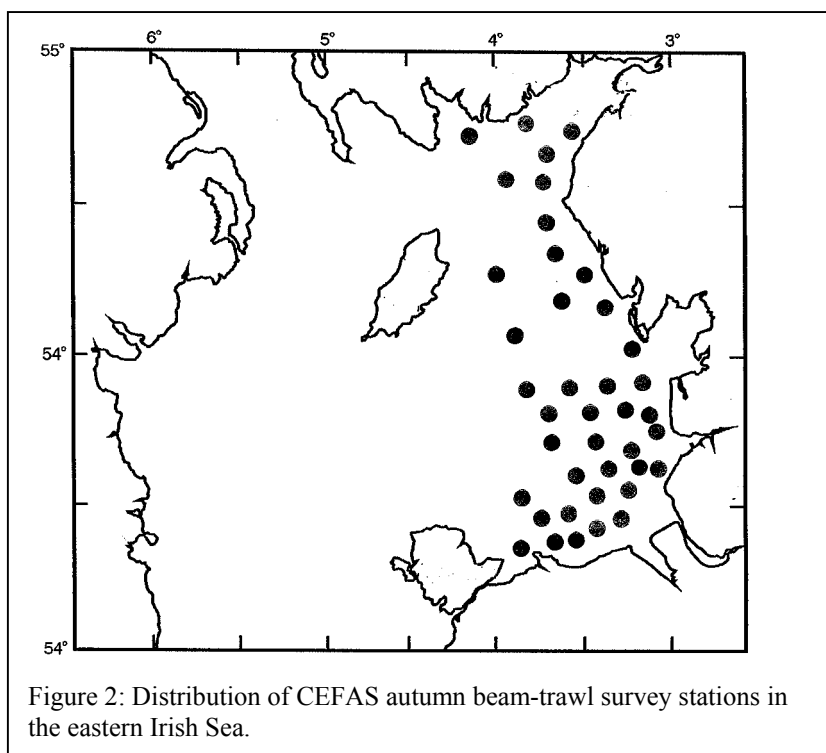 6° 5° 4° 3°
55°
54°
54°
Figure 2: Distribution of CEFAS autumn beam-trawl survey stations in
the eastern Irish Sea.